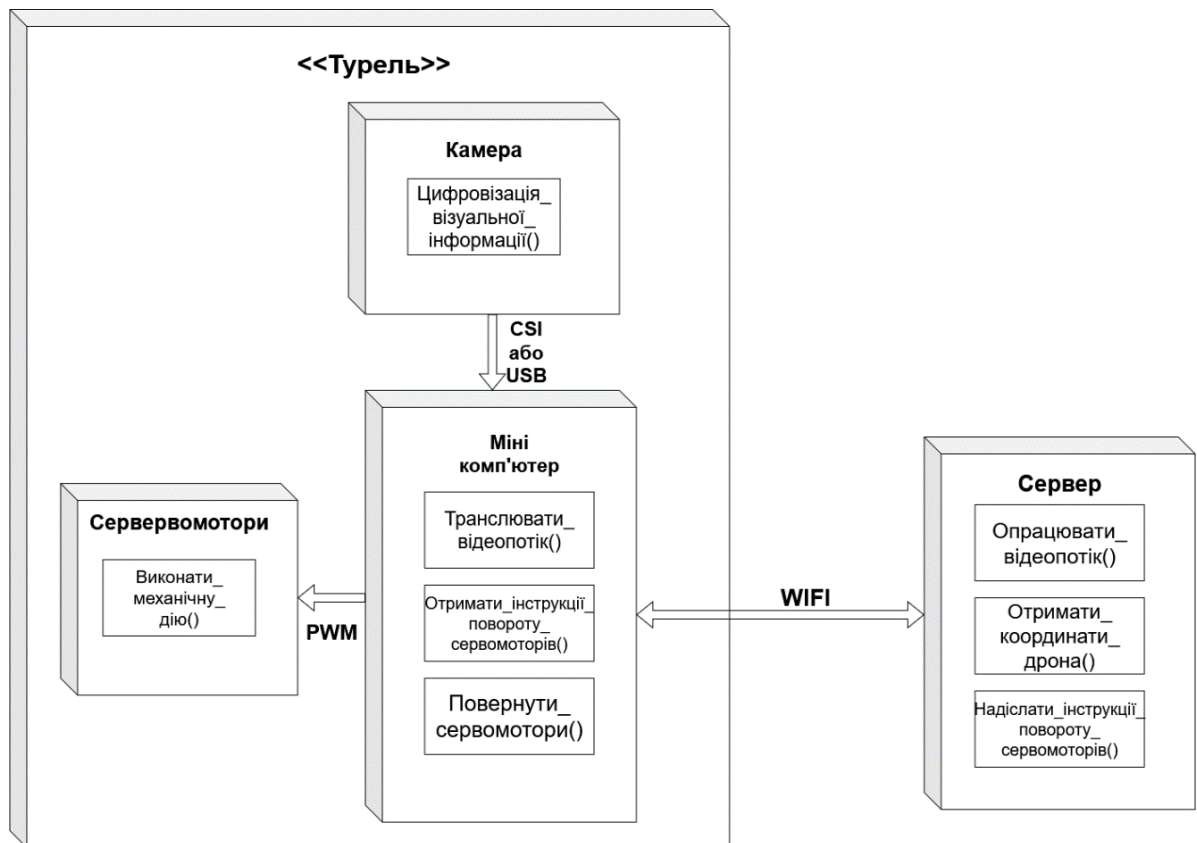 <<Турель>>
Камера
Цифровізація_
візуальної_
інформації()
CSI
або
USB
Міні
комп'ютер
Транслювати_
відеопотік()
Отримати_інструкції_
повороту_
сервомоторів()
Повернути_
сервомотори()
Сервервомотори
Виконати_
механічну_
дію()
PWM
WIFI
Сервер
Опрацювати_
відеопотік()
Отримати_
координати_
дрона()
Надіслати_інструкції_
повороту_
сервомоторів()